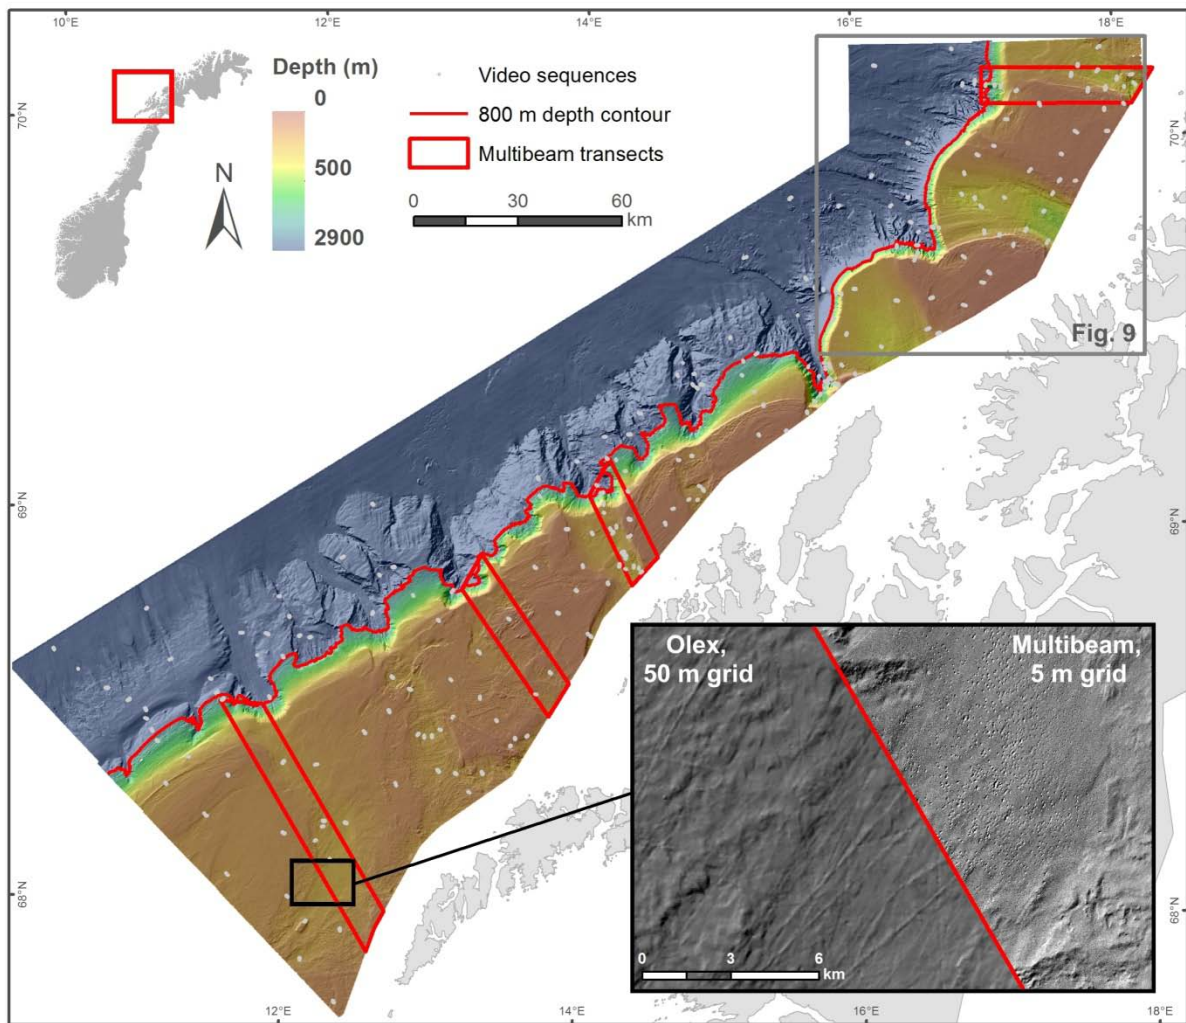 10°E
12°E
14°E
16°E
18°E
70°N
70°N
Depth (m)
0
500
2900
N
Video sequences
800 m depth contour
Multibeam transects
0
30
60
km
Fig. 9
69°N
69°N
Olex,
50 m grid
Multibeam,
5 m grid
0
3
6
km
68°N
68°N
12°E
14°E
16°E
18°E